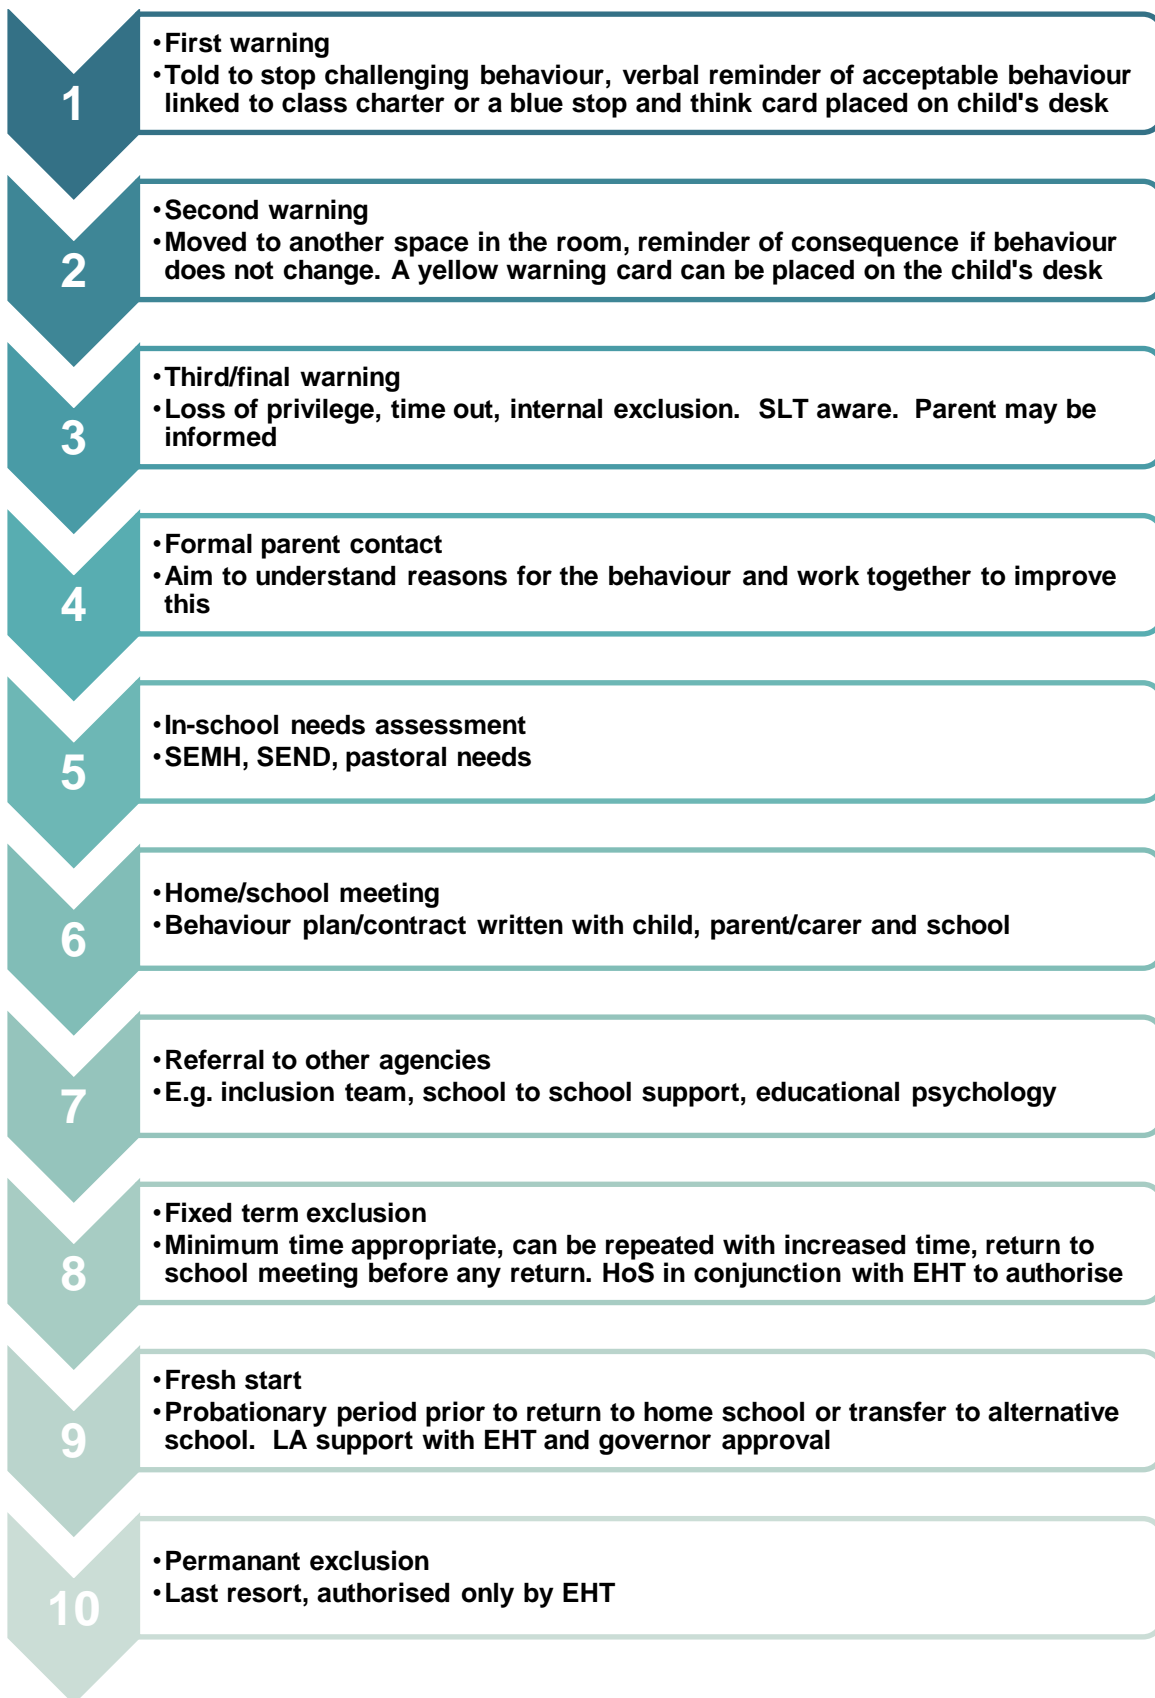 1
•First warning
•Told to stop challenging behaviour, verbal reminder of acceptable behaviour
linked to class charter or a blue stop and think card placed on child's desk
2
•Second warning
•Moved to another space in the room, reminder of consequence if behaviour
does not change. A yellow warning card can be placed on the child's desk
3
•Third/final warning
•Loss of privilege, time out, internal exclusion. SLT aware. Parent may be
informed
4
•Formal parent contact
•Aim to understand reasons for the behaviour and work together to improve
this
5
•In-school needs assessment
•SEMH, SEND, pastoral needs
6
•Home/school meeting
•Behaviour plan/contract written with child, parent/carer and school
7
•Referral to other agencies
•E.g. inclusion team, school to school support, educational psychology
8
•Fixed term exclusion
•Minimum time appropriate, can be repeated with increased time, return to
school meeting before any return. HoS in conjunction with EHT to authorise
9
•Fresh start
•Probationary period prior to return to home school or transfer to alternative
school. LA support with EHT and governor approval
10
•Permanant exclusion
•Last resort, authorised only by EHT